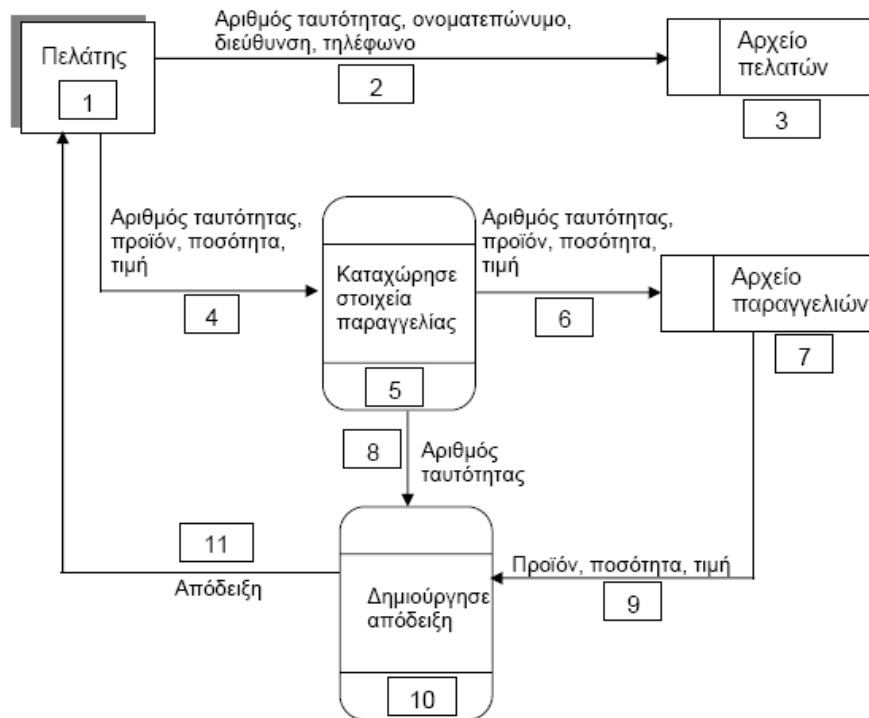 Αριθμός ταυτότητας, ονοματεπώνυμο,
διεύθυνση, τηλέφωνο
Πελάτης
1
2
Αρχείο
πελατών
3
Αριθμός ταυτότητας,
προϊόν, ποσότητα,
τιμή
4
Καταχώρησε
στοιχεία
παραγγελίας
5
Αριθμός ταυτότητας,
προϊόν, ποσότητα,
τιμή
6
Αρχείο
παραγγελιών
7
8
Αριθμός
ταυτότητας
11
Απόδειξη
Δημιούργησε
απόδειξη
10
Προϊόν, ποσότητα, τιμή
9